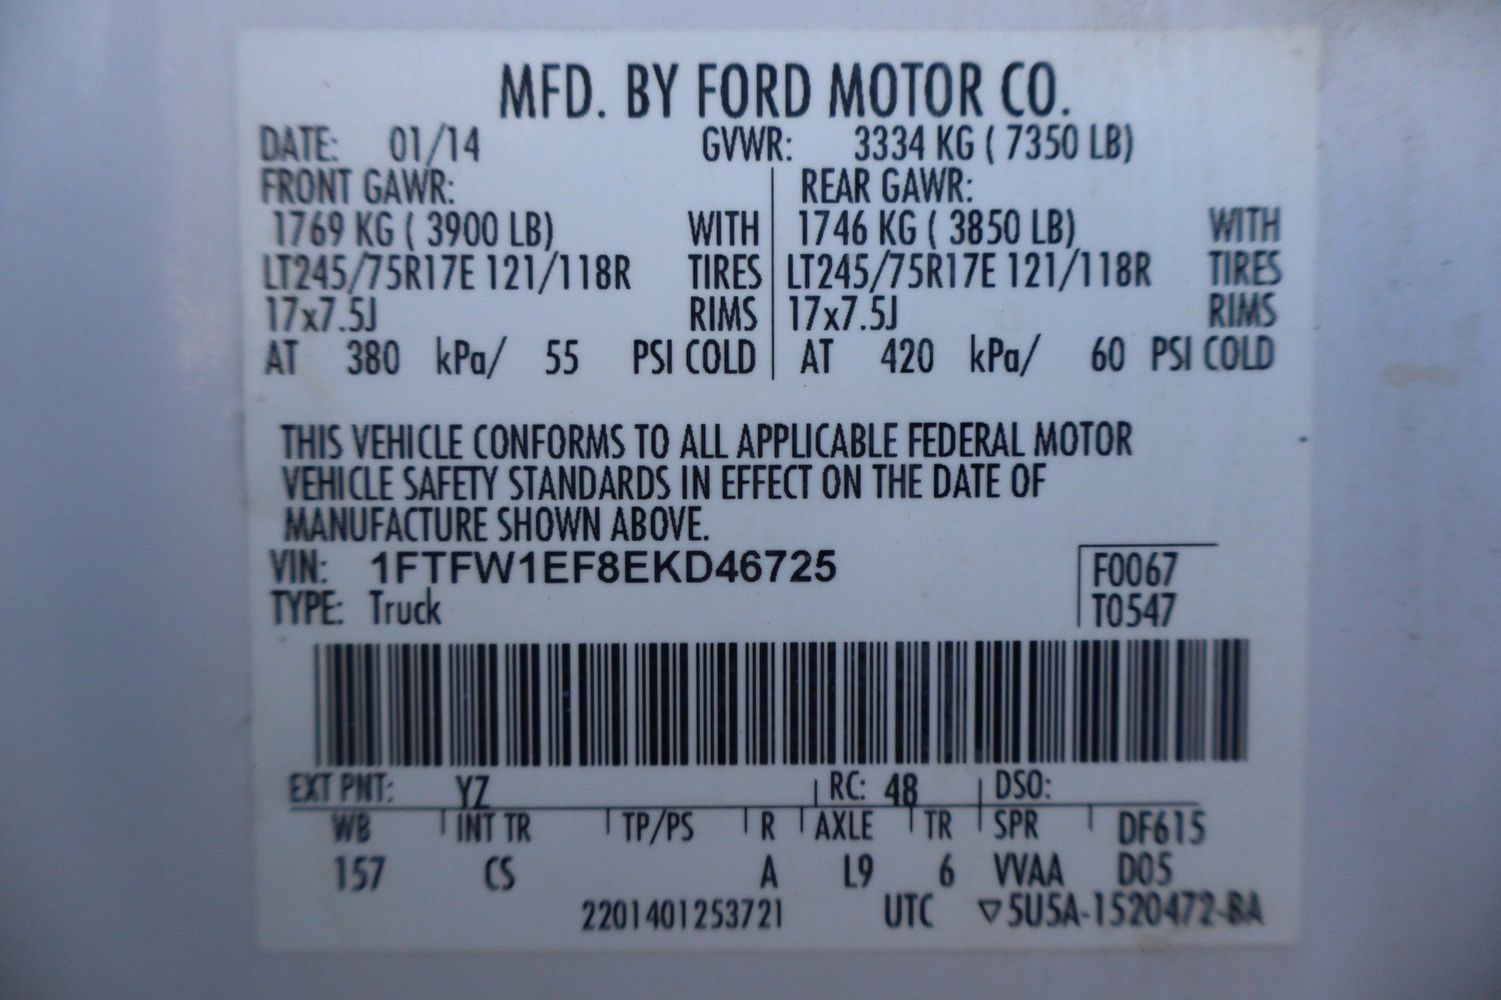 MFD. BY FORD MOTOR CO.
DATE: 01/14 GVWR: 3334 KG ( 7350 LB)
FRONT GAWR: REAR GAWR:
1769 KG ( 3900 LB) WITH 1746 KG ( 3850 LB) WITH
LT245/75R17E 121/118R TIRES LT245/75R17E 121/118R TIRES
17x7.5J RIMS 17x7.5J RIMS
AT 380 kPa/ 55 PSI COLD AT 420 kPa/ 60 PSI COLD
THIS VEHICLE CONFORMS TO ALL APPLICABLE FEDERAL MOTOR
VEHICLE SAFETY STANDARDS IN EFFECT ON THE DATE OF
MANUFACTURE SHOWN ABOVE.
VIN: 1FTFW1EF8EKD46725 F0067
TYPE: Truck T0547
EXT PNT: YZ RC: 48 DSO:
WB INT TR TP/PS R AXLE TR SPR DF615
157 CS A L9 6 VVAA D05
2201401253721 UTC ▽5U5A-1520472-BA